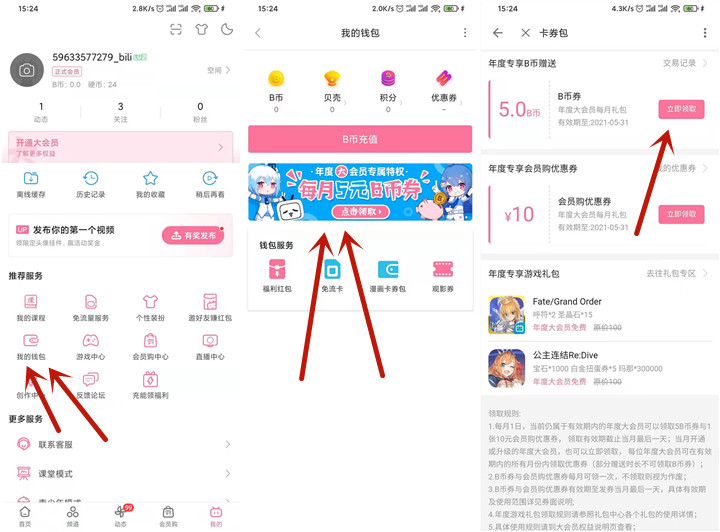 15:24
2.8K/s
59633577279_bili
LV2
正式会员
B币: 0.0 硬币: 24
空间
1
3
0
动态
关注
粉丝
开通大会员
了解更多权益
离线缓存
历史记录
我的收藏
稍后再看
UP 发布你的第一个视频
领限定头像挂件，赢活动奖金
有奖发布
推荐服务
我的课程
免流量服务
个性装扮
邀好友赚红包
我的钱包
游戏中心
会员购中心
直播中心
创作中
反馈论坛
充能领福利
更多服务
联系客服
课堂模式
青少年模式
首页
频道
动态
99
会员购
我的
15:24
2.0K/s
我的钱包
B币
贝壳
积分
优惠券
0
0
0
–
B币充值
年度大会员专属特权
每月5元B币券
点击领取
钱包服务
福利红包
免流卡
漫画卡券包
观影券
15:24
4.3K/s
卡券包
年度专享B币赠送
交易记录
5.0B币
B币券
年度大会员每月礼包
有效期至:2021-05-31
立即领取
年度专享会员购优惠券
我的优惠券
¥10
会员购优惠券
年度大会员每月礼包
有效期至:2021-05-31
立即领取
年度专享游戏礼包
去往礼包专区
Fate/Grand Order
呼符*2 圣晶石*15
年度大会员免费 原价100
公主连结Re:Dive
宝石*1000 白金扭蛋券*5 玛那*300000
年度大会员免费 原价100
领取规则:
1.每月1日，当前仍属于有效期内的年度大会员可以领取5B币券与1
张10元会员购优惠券， 领取有效期截止当月最后一天；当月开通
或升级的年度大会员，也可以立即领取， 每位年度大会员可在有效
期内的所有月份内领取优惠券（部分赠送时长不可领取B币券）；
2.B币券与会员购优惠券每月可领一次，不领取则视为作废；
3.B币券与会员购优惠券有效期至发券当月最后一天，具体有效期
及使用范围详见券面说明；
4.年度游戏礼包领取规则请参照礼包中心各个礼包的使用详情；
5.具体使用规则请到大会员权益说明页查看；